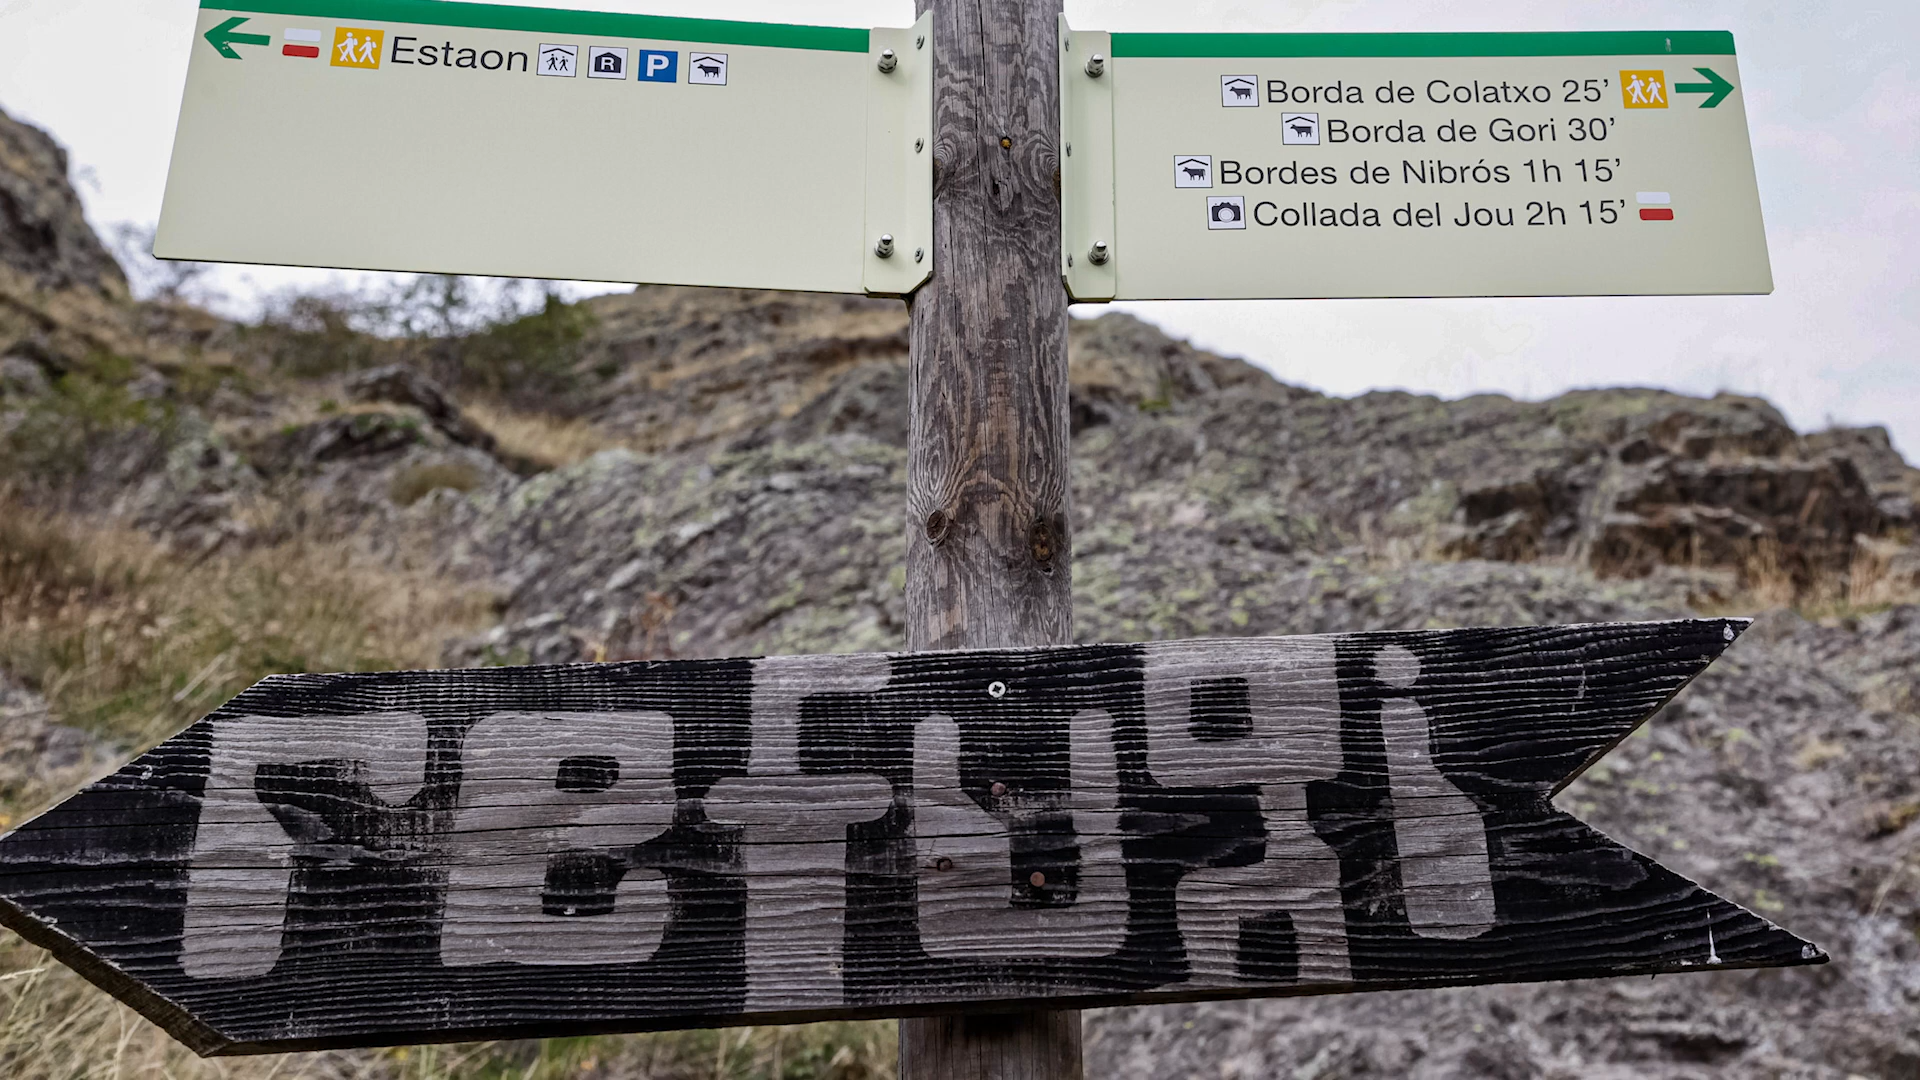 Estaon R P
Borda de Colatxo 25’
Borda de Gori 30’
Bordes de Nibrós 1h 15’
Collada del Jou 2h 15’
refugi